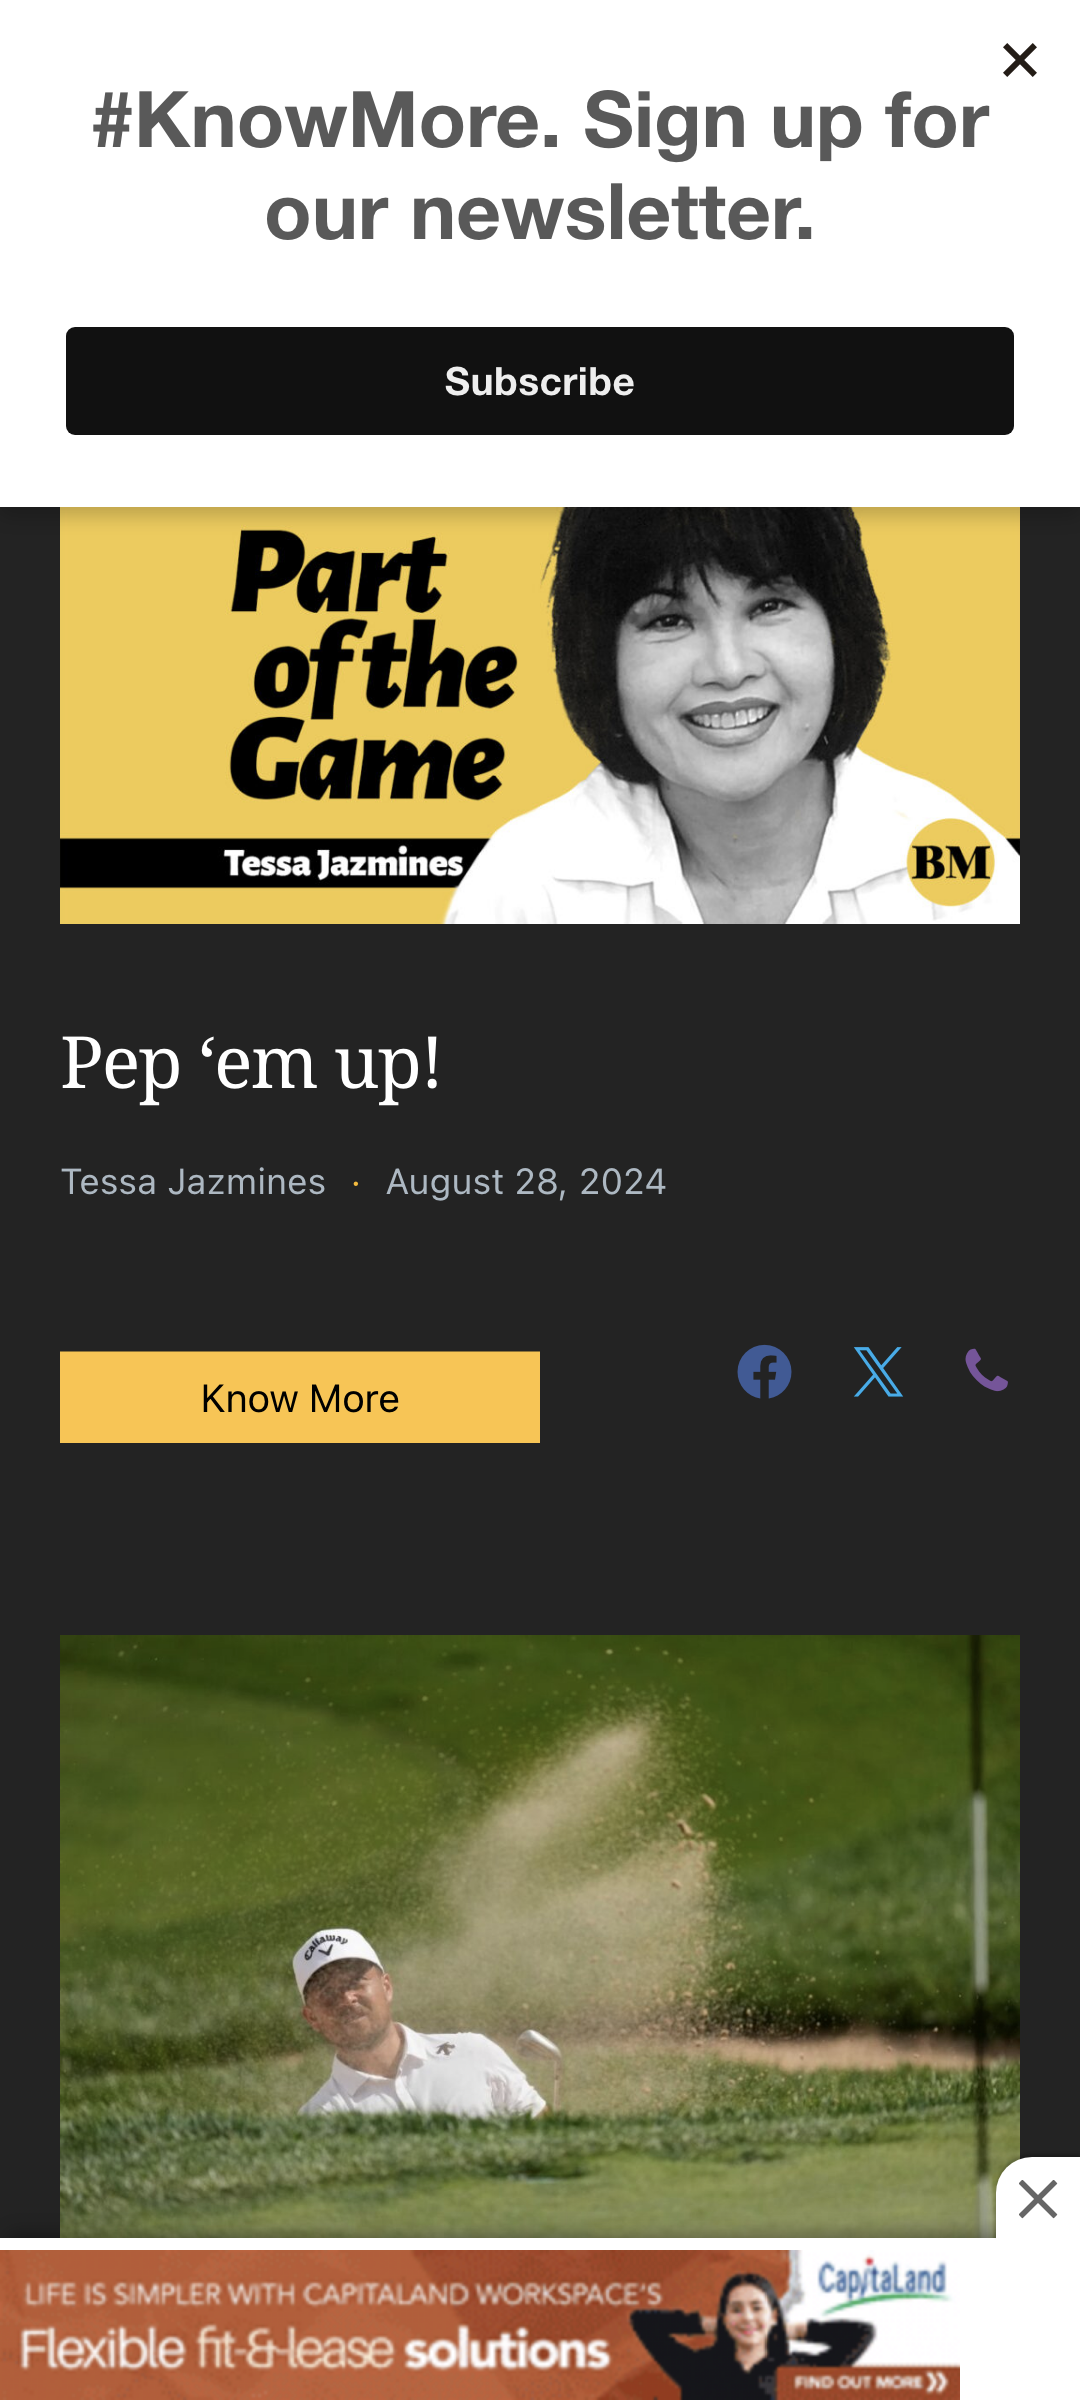 #KnowMore. Sign up for
our newsletter.
Subscribe
Part
of the
Game
Tessa Jazmines
BM
Pep ‘em up!
Tessa Jazmines · August 28, 2024
Know More
Callaway
LIFE IS SIMPLER WITH CAPITALAND WORKSPACE'S
Flexible fit-&-lease solutions
CapitaLand
FIND OUT MORE